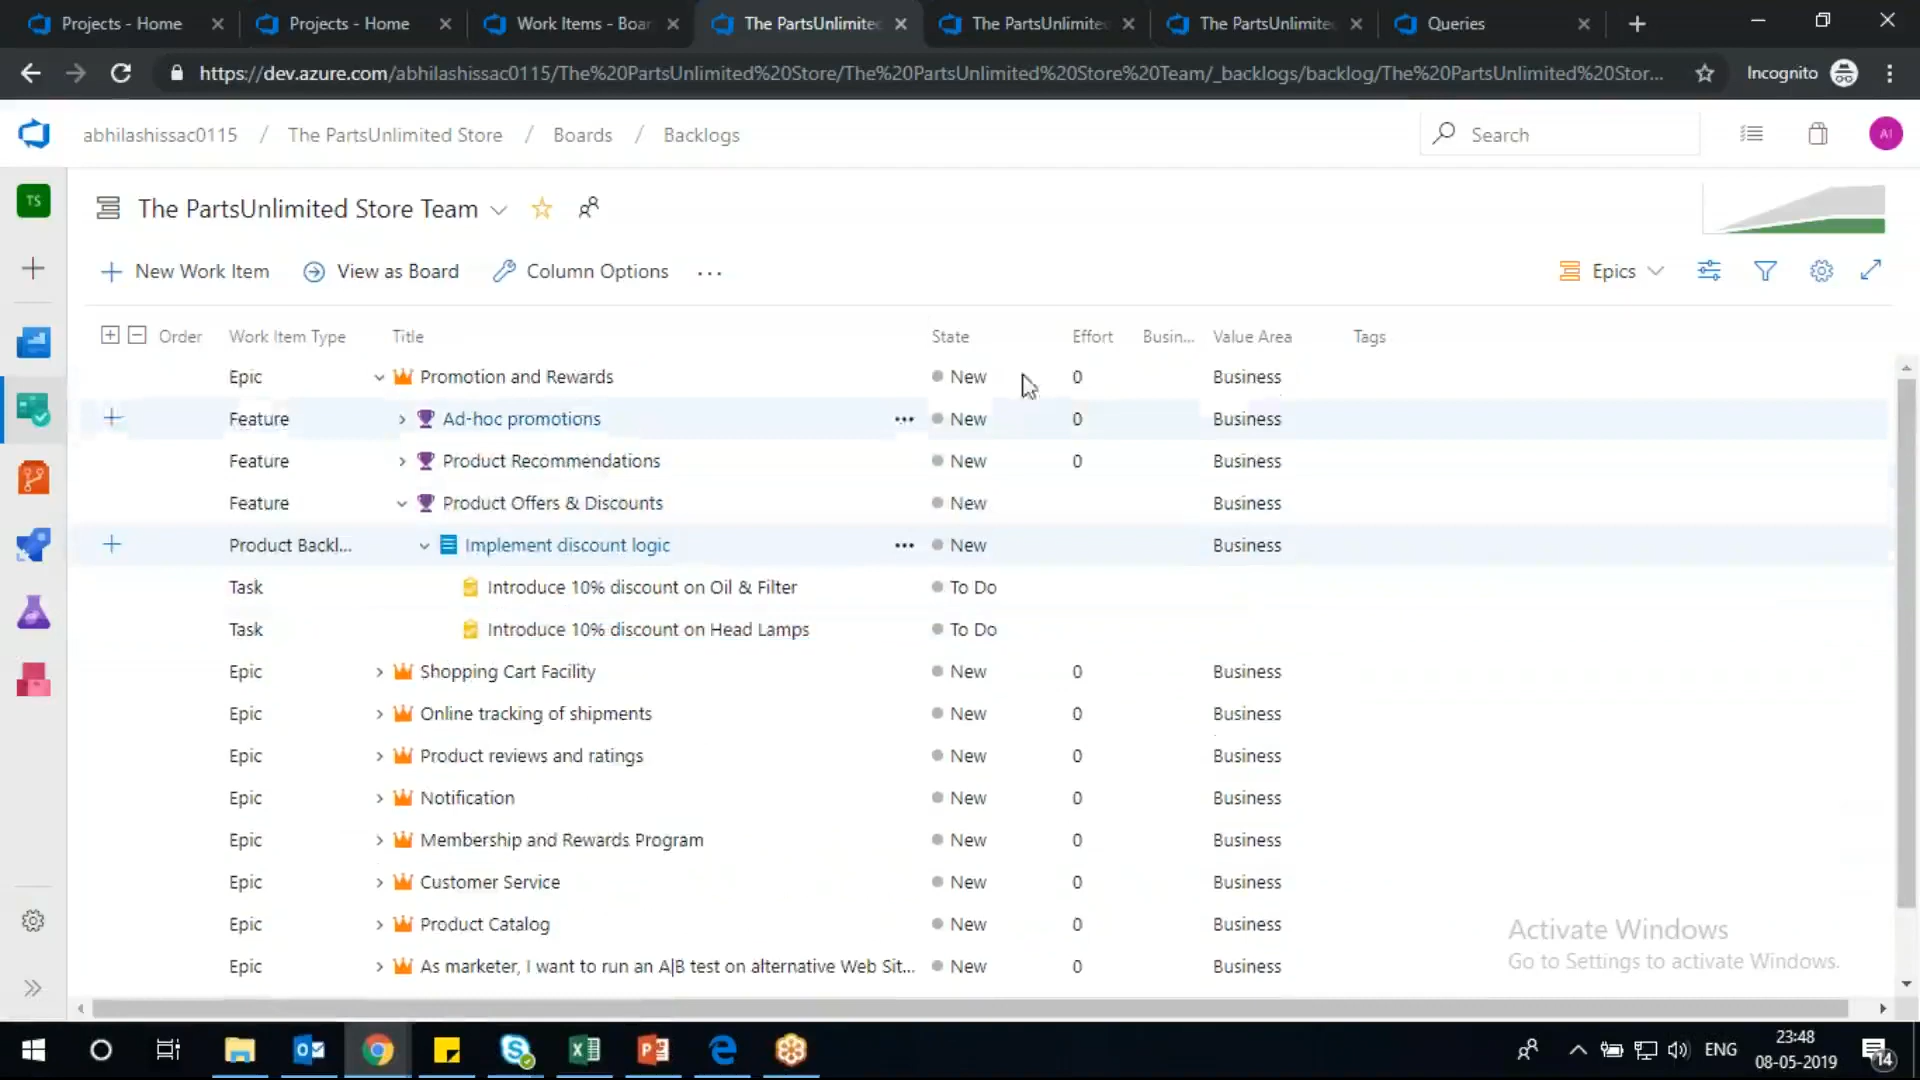 Projects - Home
Projects - Home
Work Items - Boar
The PartsUnlimited
The PartsUnlimite
The PartsUnlimite
Queries
https://dev.azure.com/abhilashissac0115/The%20PartsUnlimited%20Store/The%20PartsUnlimited%20Store%20Team/_backlogs/backlog/The%20PartsUnlimited%20Stor...
Incognito
abhilashissac0115 / The PartsUnlimited Store / Boards / Backlogs
Search
AI
TS
The PartsUnlimited Store Team
New Work Item
View as Board
Column Options
Epics
Order Work Item Type Title State Effort Busin... Value Area Tags
Epic Promotion and Rewards New 0 Business
Feature Ad-hoc promotions New 0 Business
Feature Product Recommendations New 0 Business
Feature Product Offers & Discounts New Business
Product Backl... Implement discount logic New Business
Task Introduce 10% discount on Oil & Filter To Do
Task Introduce 10% discount on Head Lamps To Do
Epic Shopping Cart Facility New 0 Business
Epic Online tracking of shipments New 0 Business
Epic Product reviews and ratings New 0 Business
Epic Notification New 0 Business
Epic Membership and Rewards Program New 0 Business
Epic Customer Service New 0 Business
Epic Product Catalog New 0 Business
Epic As marketer, I want to run an A|B test on alternative Web Sit... New 0 Business
Activate Windows
Go to Settings to activate Windows.
ENG
23:48
08-05-2019
14